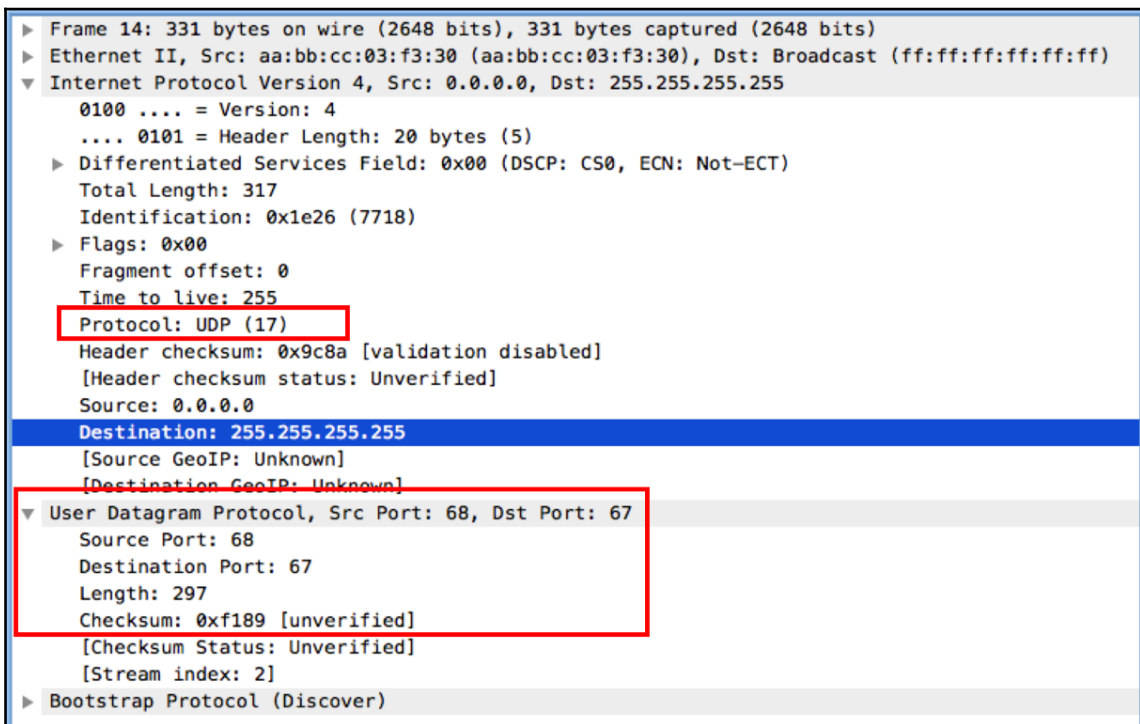 Frame 14: 331 bytes on wire (2648 bits), 331 bytes captured (2648 bits)
Ethernet II, Src: aa:bb:cc:03:f3:30 (aa:bb:cc:03:f3:30), Dst: Broadcast (ff:ff:ff:ff:ff:ff)
Internet Protocol Version 4, Src: 0.0.0.0, Dst: 255.255.255.255
0100 .... = Version: 4
.... 0101 = Header Length: 20 bytes (5)
Differentiated Services Field: 0x00 (DSCP: CS0, ECN: Not-ECT)
Total Length: 317
Identification: 0x1e26 (7718)
Flags: 0x00
Fragment offset: 0
Time to live: 255
Protocol: UDP (17)
Header checksum: 0x9c8a [validation disabled]
[Header checksum status: Unverified]
Source: 0.0.0.0
Destination: 255.255.255.255
[Source GeoIP: Unknown]
[Destination GeoIP: Unknown]
User Datagram Protocol, Src Port: 68, Dst Port: 67
Source Port: 68
Destination Port: 67
Length: 297
Checksum: 0xf189 [unverified]
[Checksum Status: Unverified]
[Stream index: 2]
Bootstrap Protocol (Discover)